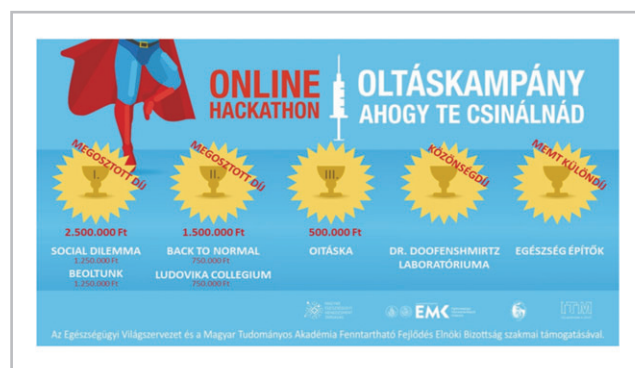 ONLINE
HACKATHON
OLTÁSKAMPÁNY
AHOGY TE CSINÁLNÁD
MEGOSZTOTT DÍJ
I.
2.500.000 Ft
SOCIAL DILEMMA
1.250.000 Ft
BEOLTUNK
1.250.000 Ft
MEGOSZTOTT DÍJ
II.
1.500.000 Ft
BACK TO NORMAL
750.000 Ft
LUDOVIKA COLLEGIUM
750.000 Ft
III.
500.000 Ft
OITÁSKA
KÖZÖNSÉGDÍJ
DR. DOOFENSHMIRTZ
LABORATÓRIUMA
MEMT KÜLÖNDÍJ
EGÉSZSÉG ÉPÍTŐK
EMK
ITM
Az Egészségügyi Világszervezet és a Magyar Tudományos Akadémia Fenntartható Fejlődés Elnöki Bizottság szakmai támogatásával.